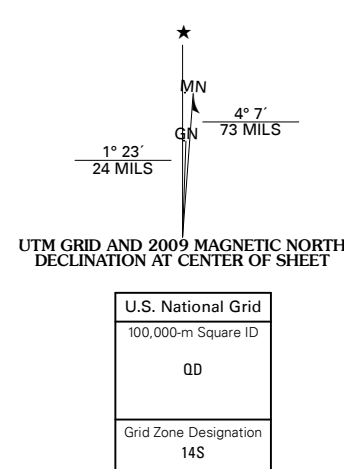 MN
4° 7´
73 MILS
GN
1° 23´
24 MILS
UTM GRID AND 2009 MAGNETIC NORTH
DECLINATION AT CENTER OF SHEET
U.S. National Grid
100,000-m Square ID
QD
Grid Zone Designation
14S